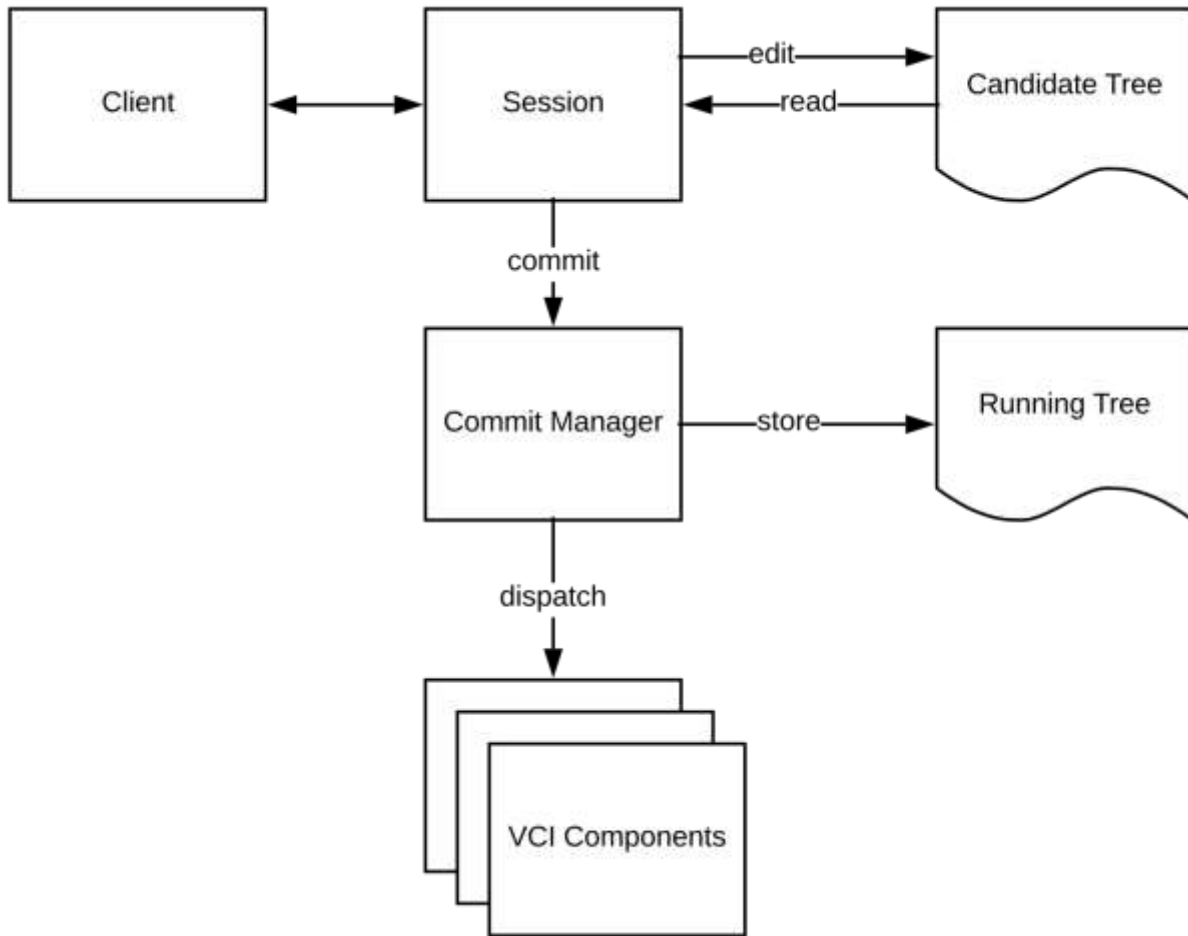 Client
Session
edit
read
Candidate Tree
commit
Commit Manager
store
Running Tree
dispatch
VCI Components